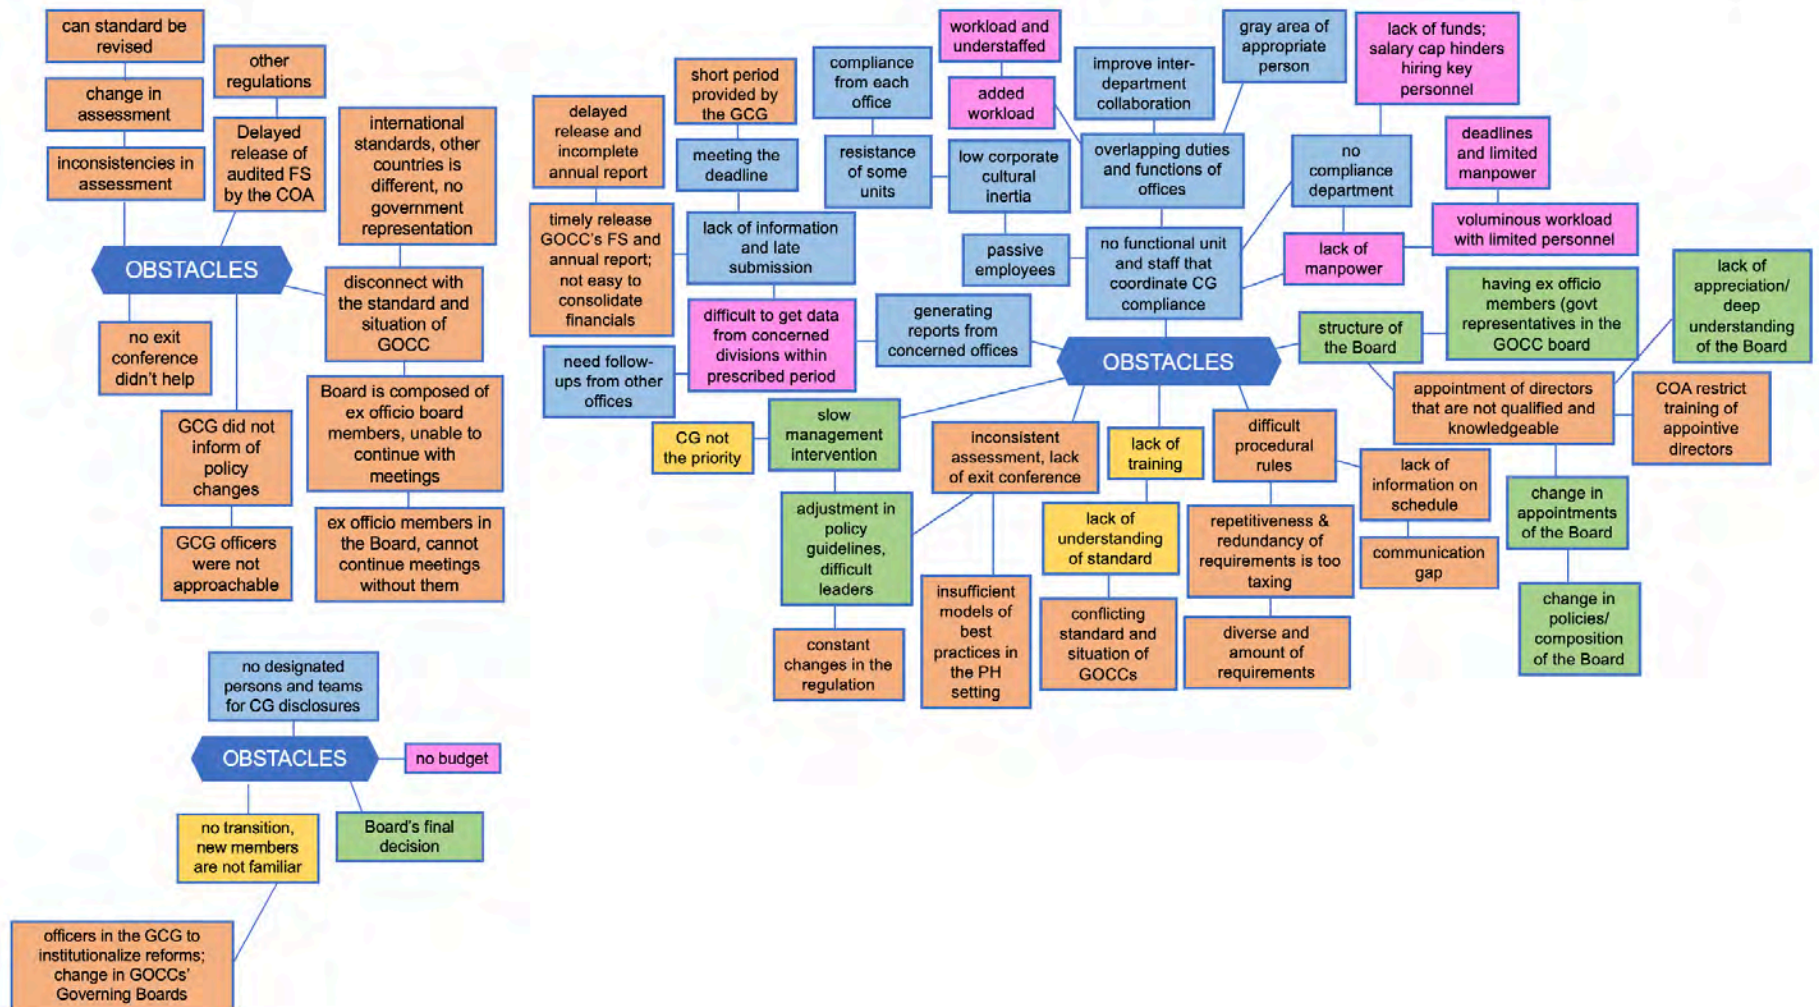 can standard be
revised
change in
assessment
inconsistencies in
assessment
other
regulations
Delayed
release of
audited FS
by the COA
international
standards, other
countries is
different, no
government
representation
OBSTACLES
disconnect with
the standard and
situation of
GOCC
no exit
conference
didn't help
Board is composed of
ex officio board
members, unable to
continue with
meetings
GCG did not
inform of
policy
changes
GCG officers
were not
approachable
ex officio members in
the Board, cannot
continue meetings
without them
no designated
persons and teams
for CG disclosures
OBSTACLES
no budget
no transition,
new members
are not familiar
Board's final
decision
officers in the GCG to
institutionalize reforms;
change in GOCCs'
Governing Boards
delayed
release and
incomplete
annual report
timely release
GOCC's FS and
annual report;
not easy to
consolidate
financials
short period
provided by
the GCG
meeting the
deadline
lack of information
and late
submission
difficult to get data
from concerned
divisions within
prescribed period
need follow-
ups from other
offices
compliance
from each
office
resistance
of some
units
low corporate
cultural
inertia
passive
employees
generating
reports from
concerned offices
workload and
understaffed
added
workload
improve inter-
department
collaboration
gray area of
appropriate
person
overlapping duties
and functions of
offices
no functional unit
and staff that
coordinate CG
compliance
lack of funds;
salary cap hinders
hiring key
personnel
no
compliance
department
deadlines
and limited
manpower
lack of
manpower
voluminous workload
with limited personnel
OBSTACLES
structure of
the Board
having ex officio
members (govt
representatives in the
GOCC board
lack of
appreciation/
deep
understanding
of the Board
appointment of directors
that are not qualified and
knowledgeable
COA restrict
training of
appointive
directors
change in
appointments
of the Board
change in
policies/
composition
of the Board
CG not
the priority
slow
management
intervention
adjustment in
policy
guidelines,
difficult
leaders
constant
changes in the
regulation
inconsistent
assessment, lack
of exit conference
insufficient
models of
best
practices in
the PH
setting
lack of
training
lack of
understanding
of standard
conflicting
standard and
situation of
GOCCs
difficult
procedural
rules
repetitiveness &
redundancy of
requirements is too
taxing
diverse and
amount of
requirements
lack of
information on
schedule
communication
gap